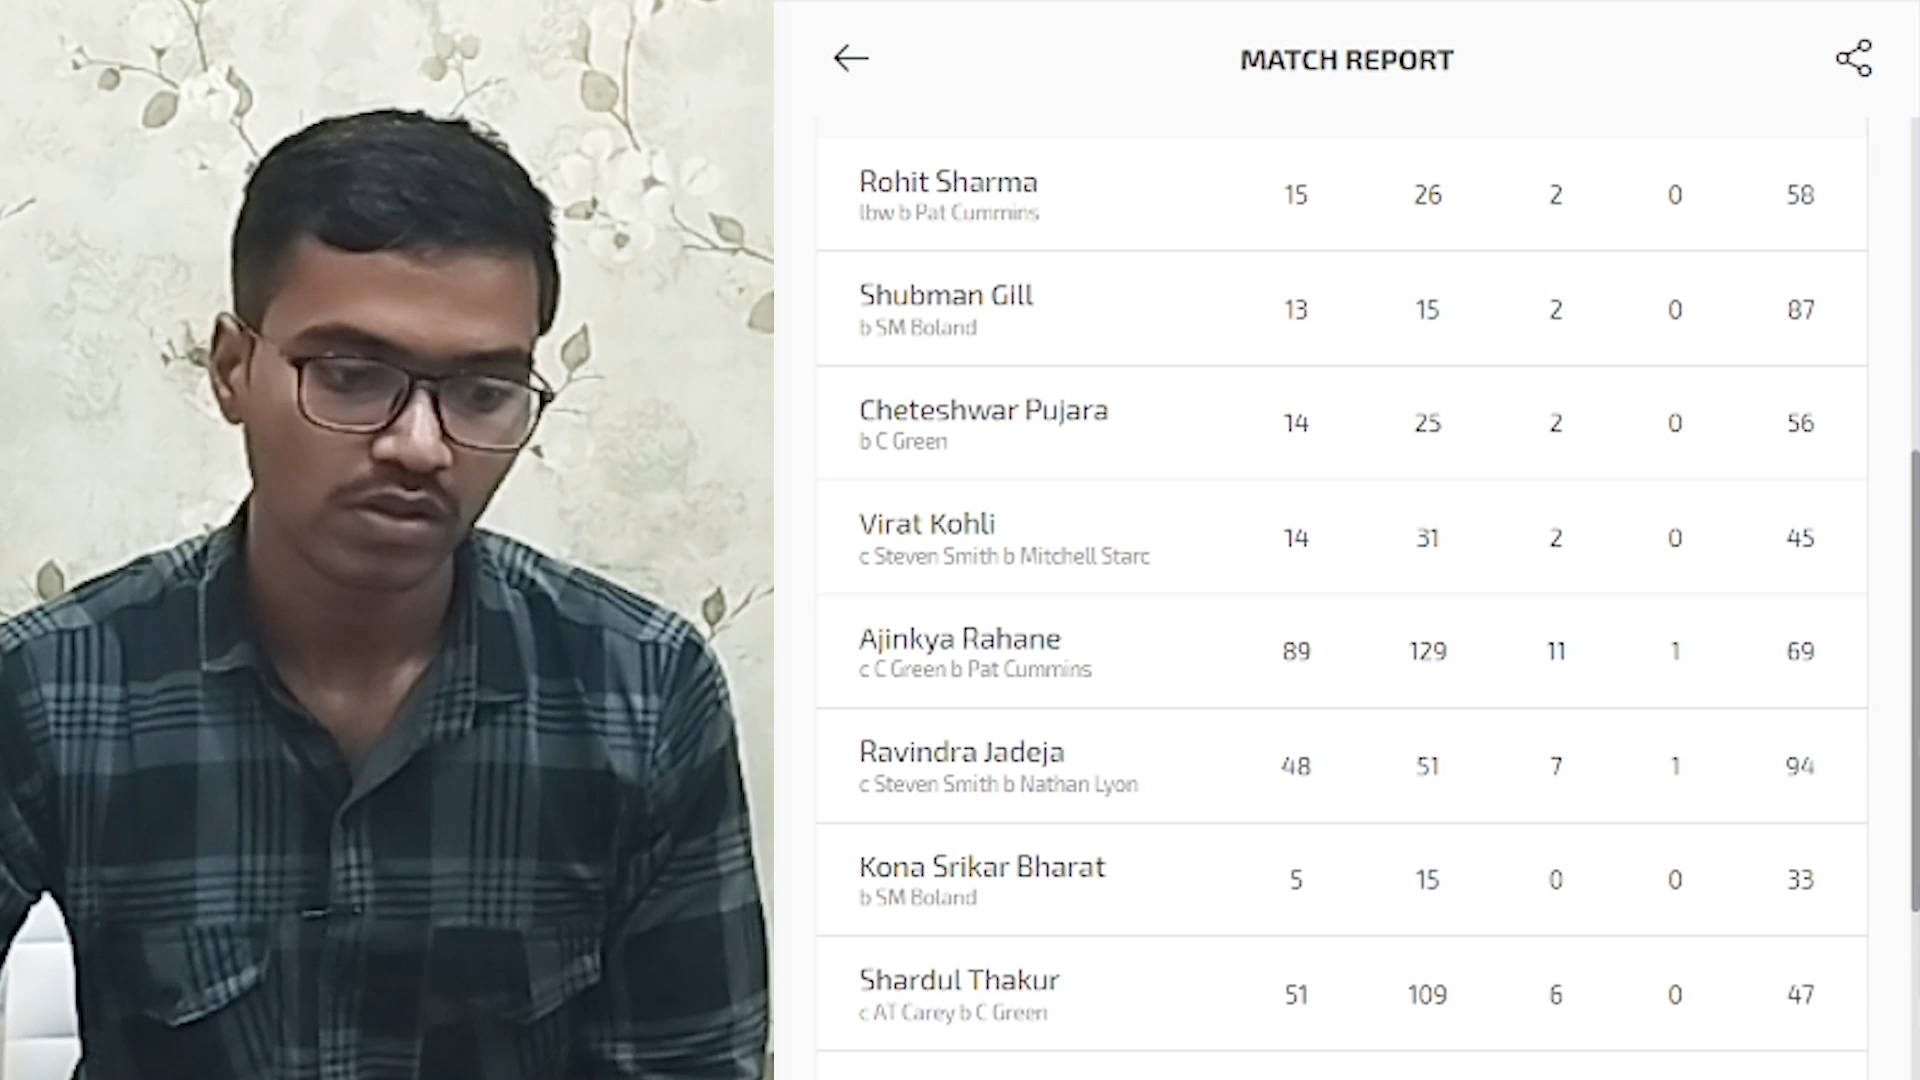 MATCH REPORT
Rohit Sharma 15 26 2 0 58
lbw b Pat Cummins
Shubman Gill 13 15 2 0 87
b SM Boland
Cheteshwar Pujara 14 25 2 0 56
b C Green
Virat Kohli 14 31 2 0 45
c Steven Smith b Mitchell Starc
Ajinkya Rahane 89 129 11 1 69
c C Green b Pat Cummins
Ravindra Jadeja 48 51 7 1 94
c Steven Smith b Nathan Lyon
Kona Srikar Bharat 5 15 0 0 33
b SM Boland
Shardul Thakur 51 109 6 0 47
c AT Carey b C Green